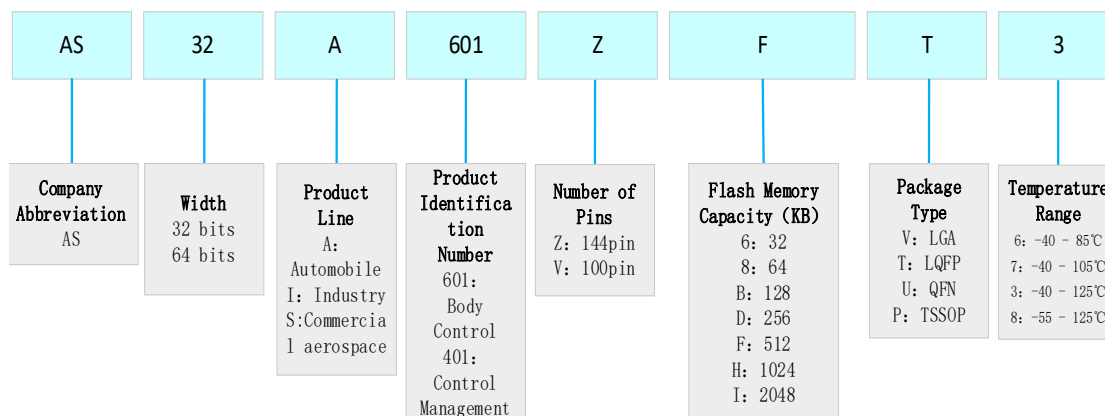 AS
32
A
601
Z
F
T
3
Company
Abbreviation
AS
Width
32 bits
64 bits
Product
Line
A:
Automobile
I: Industry
S:Commercia
l aerospace
Product
Identifica
tion
Number
601:
Body
Control
401:
Control
Management
Number of
Pins
Z: 144pin
V: 100pin
Flash Memory
Capacity (KB)
6: 32
8: 64
B: 128
D: 256
F: 512
H: 1024
I: 2048
Package
Type
V: LGA
T: LQFP
U: QFN
P: TSSOP
Temperature
Range
6: -40 - 85℃
7: -40 - 105℃
3: -40 - 125℃
8: -55 - 125℃